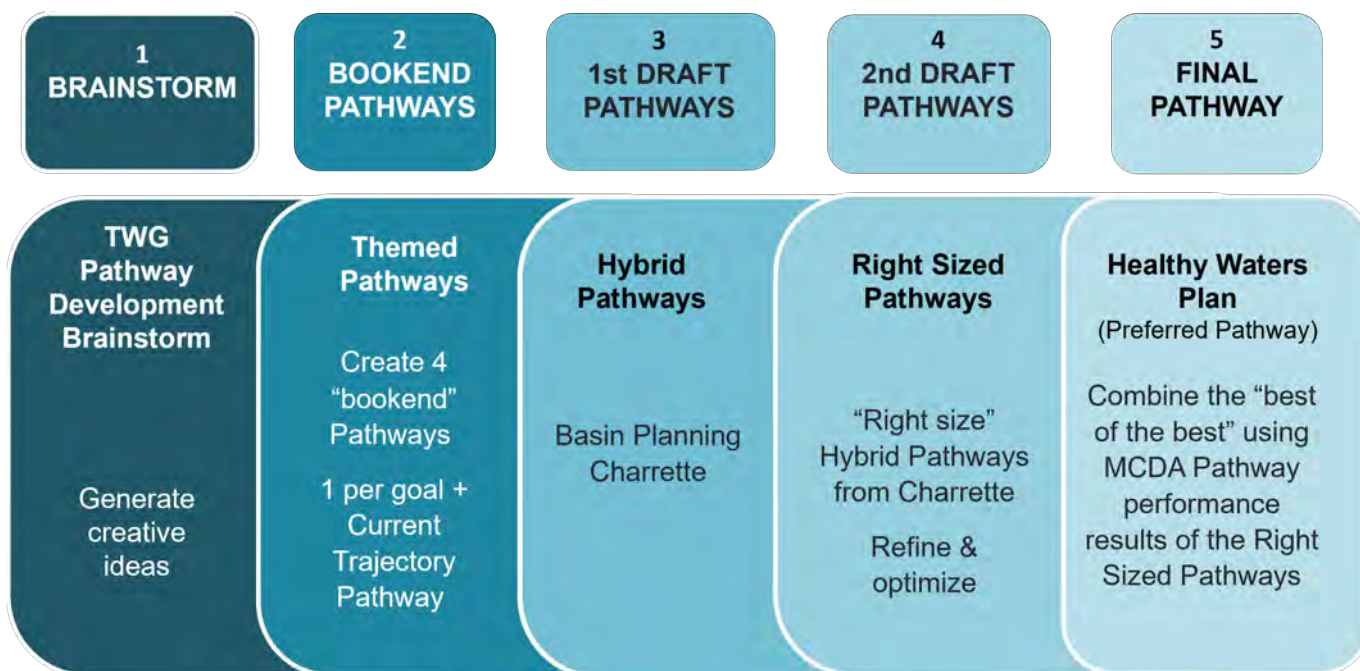 1
BRAINSTORM
2
BOOKEND
PATHWAYS
3
1st DRAFT
PATHWAYS
4
2nd DRAFT
PATHWAYS
5
FINAL
PATHWAY
TWG
Pathway
Development
Brainstorm
Generate
creative
ideas
Themed
Pathways
Create 4
“bookend”
Pathways
1 per goal +
Current
Trajectory
Pathway
Hybrid
Pathways
Basin Planning
Charrette
Right Sized
Pathways
“Right size”
Hybrid Pathways
from Charrette
Refine &
optimize
Healthy Waters
Plan
(Preferred Pathway)
Combine the “best
of the best” using
MCDA Pathway
performance
results of the Right
Sized Pathways